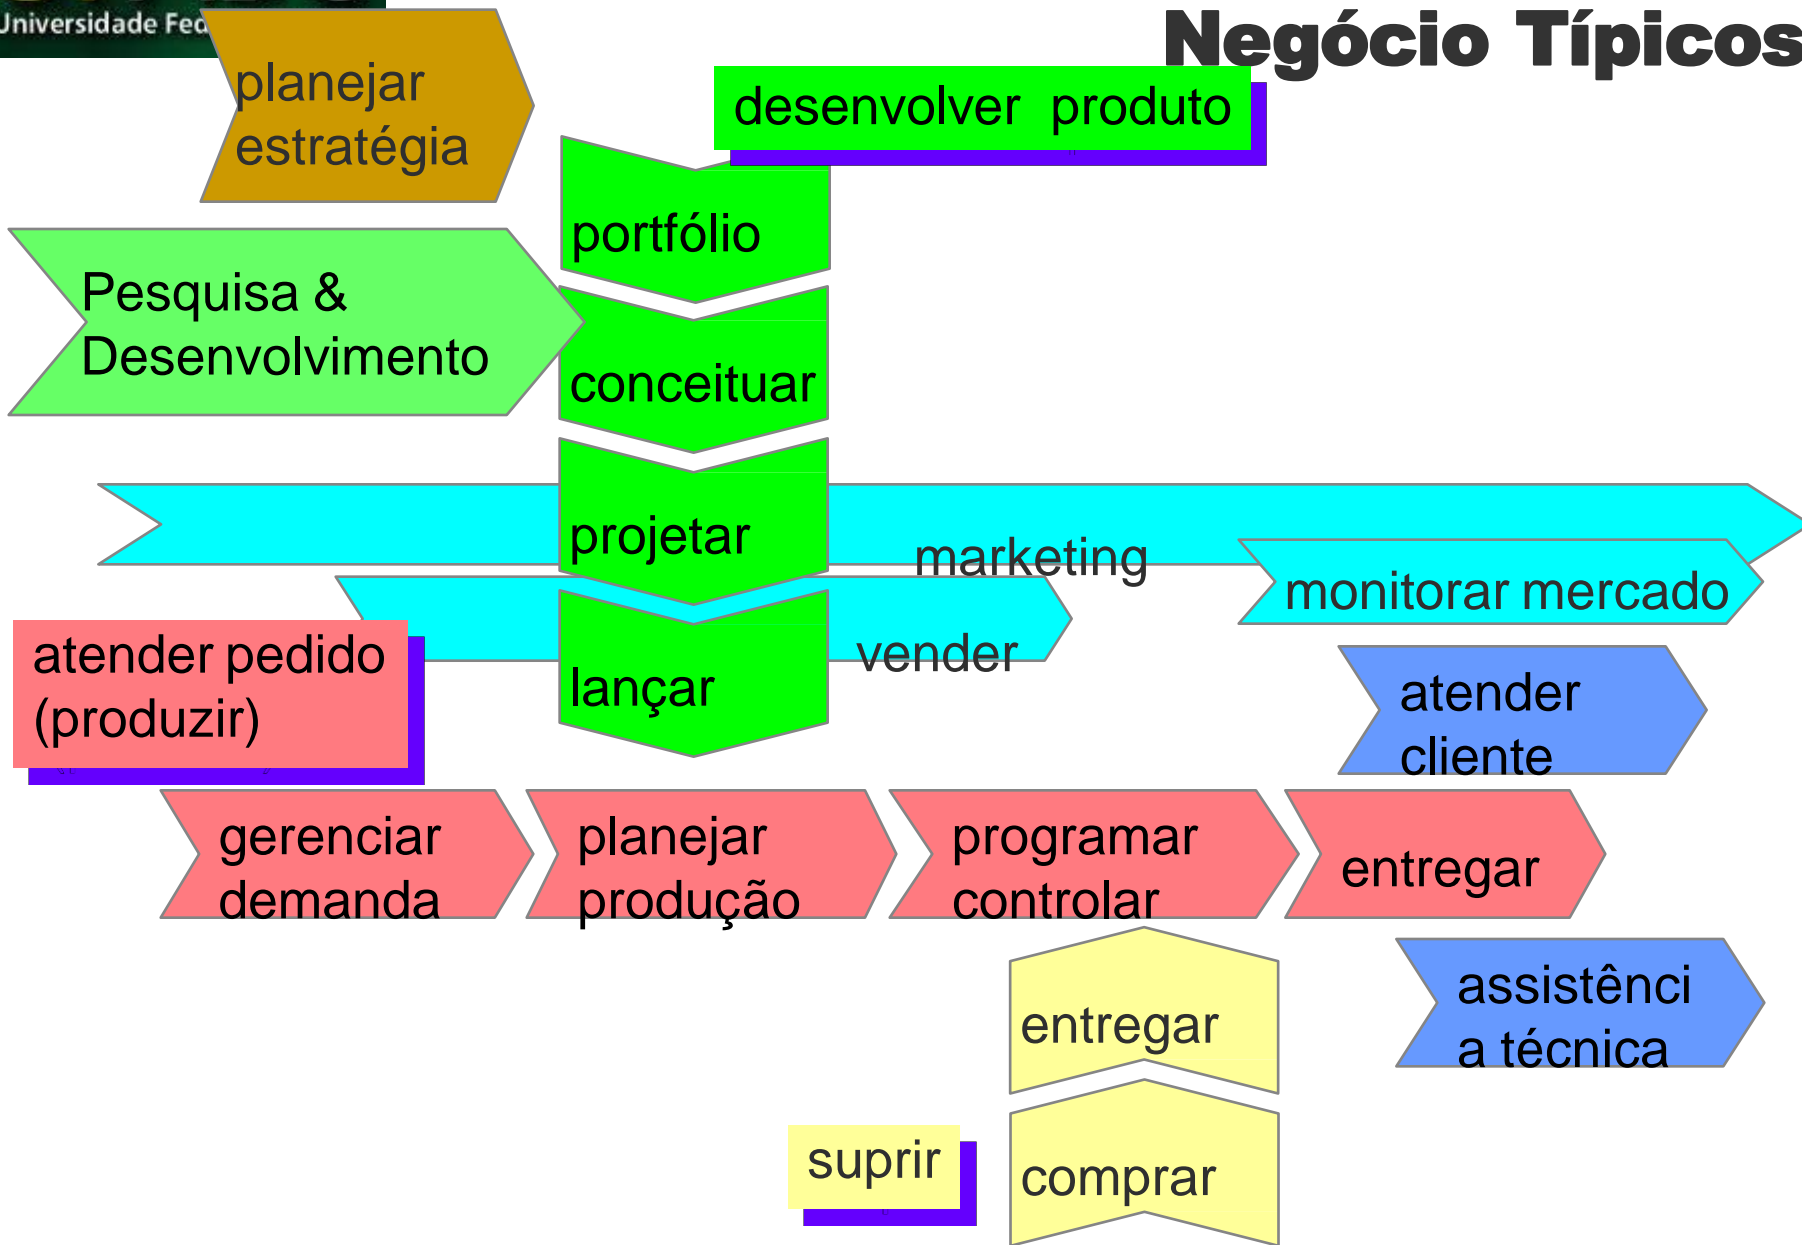 Negócio Típicos
Universidade Fed
planejar
estratégia
desenvolver produto
portfólio
Pesquisa &
Desenvolvimento
conceituar
projetar
marketing
monitorar mercado
vender
atender pedido
(produzir)
lançar
atender
cliente
gerenciar
demanda
planejar
produção
programar
controlar
entregar
assistênci
a técnica
entregar
suprir
comprar